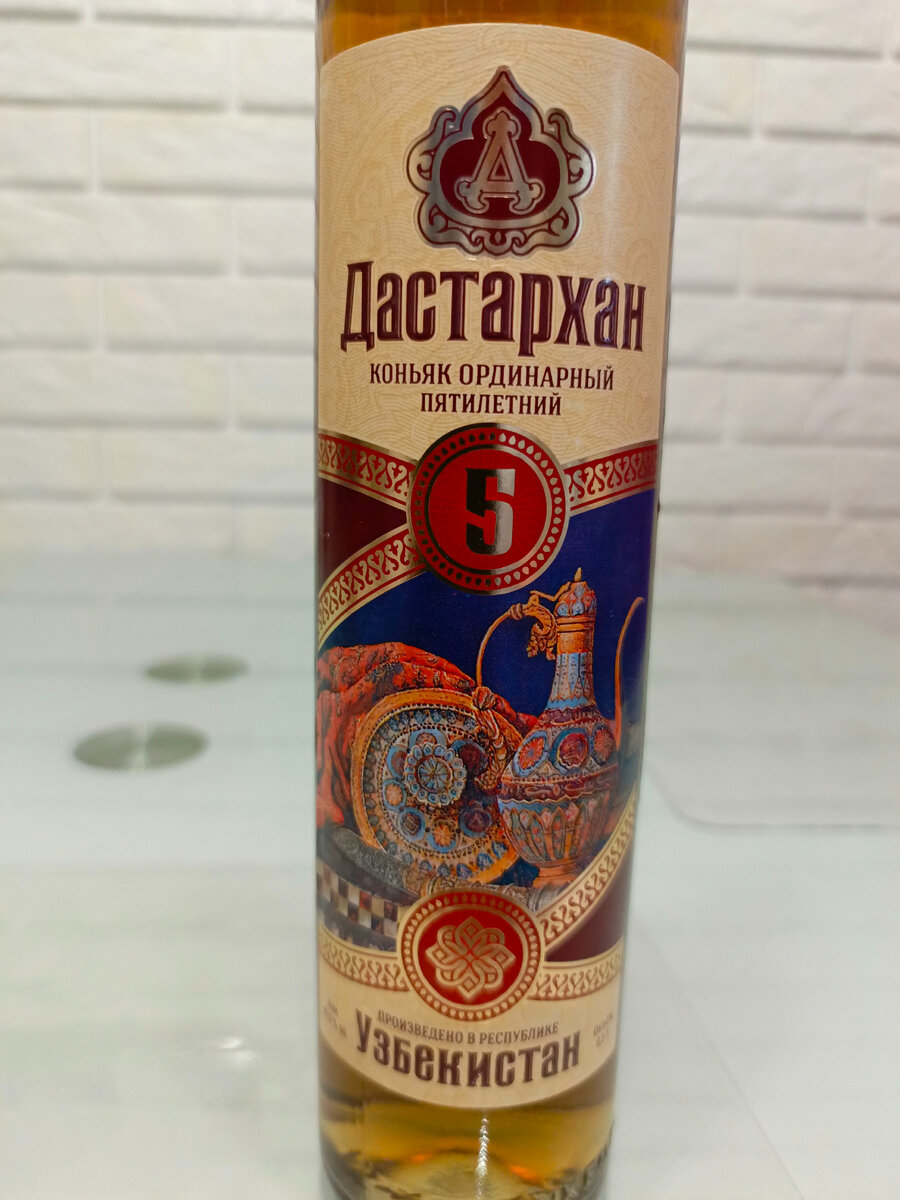 Д
Дастархан
КОНЬЯК ОРДИНАРНЫЙ
ПЯТИЛЕТНИЙ
5
ПРОИЗВЕДЕНО В РЕСПУБЛИКЕ
УЗБЕКИСТАН